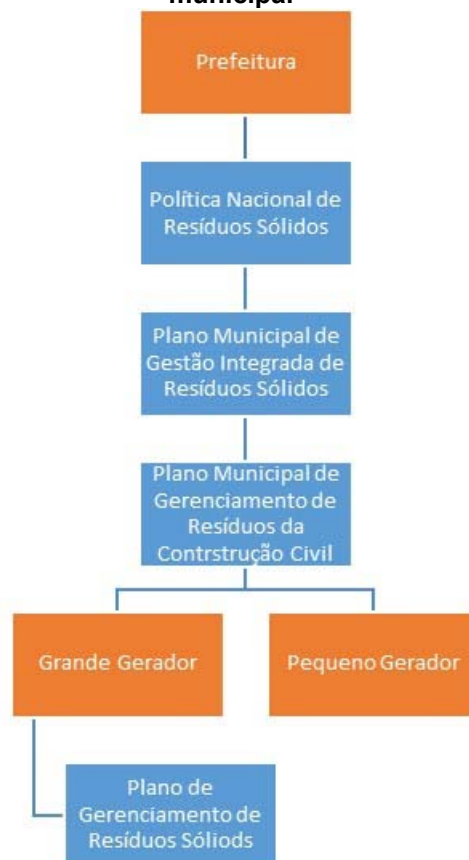 municipal
Prefeitura
Política Nacional de
Resíduos Sólidos
Plano Municipal de
Gestão Integrada de
Resíduos Sólidos
Plano Municipal de
Gerenciamento de
Resíduos da
Contrstrução Civil
Grande Gerador
Pequeno Gerador
Plano de
Gerenciamento de
Resíduos Sóliods